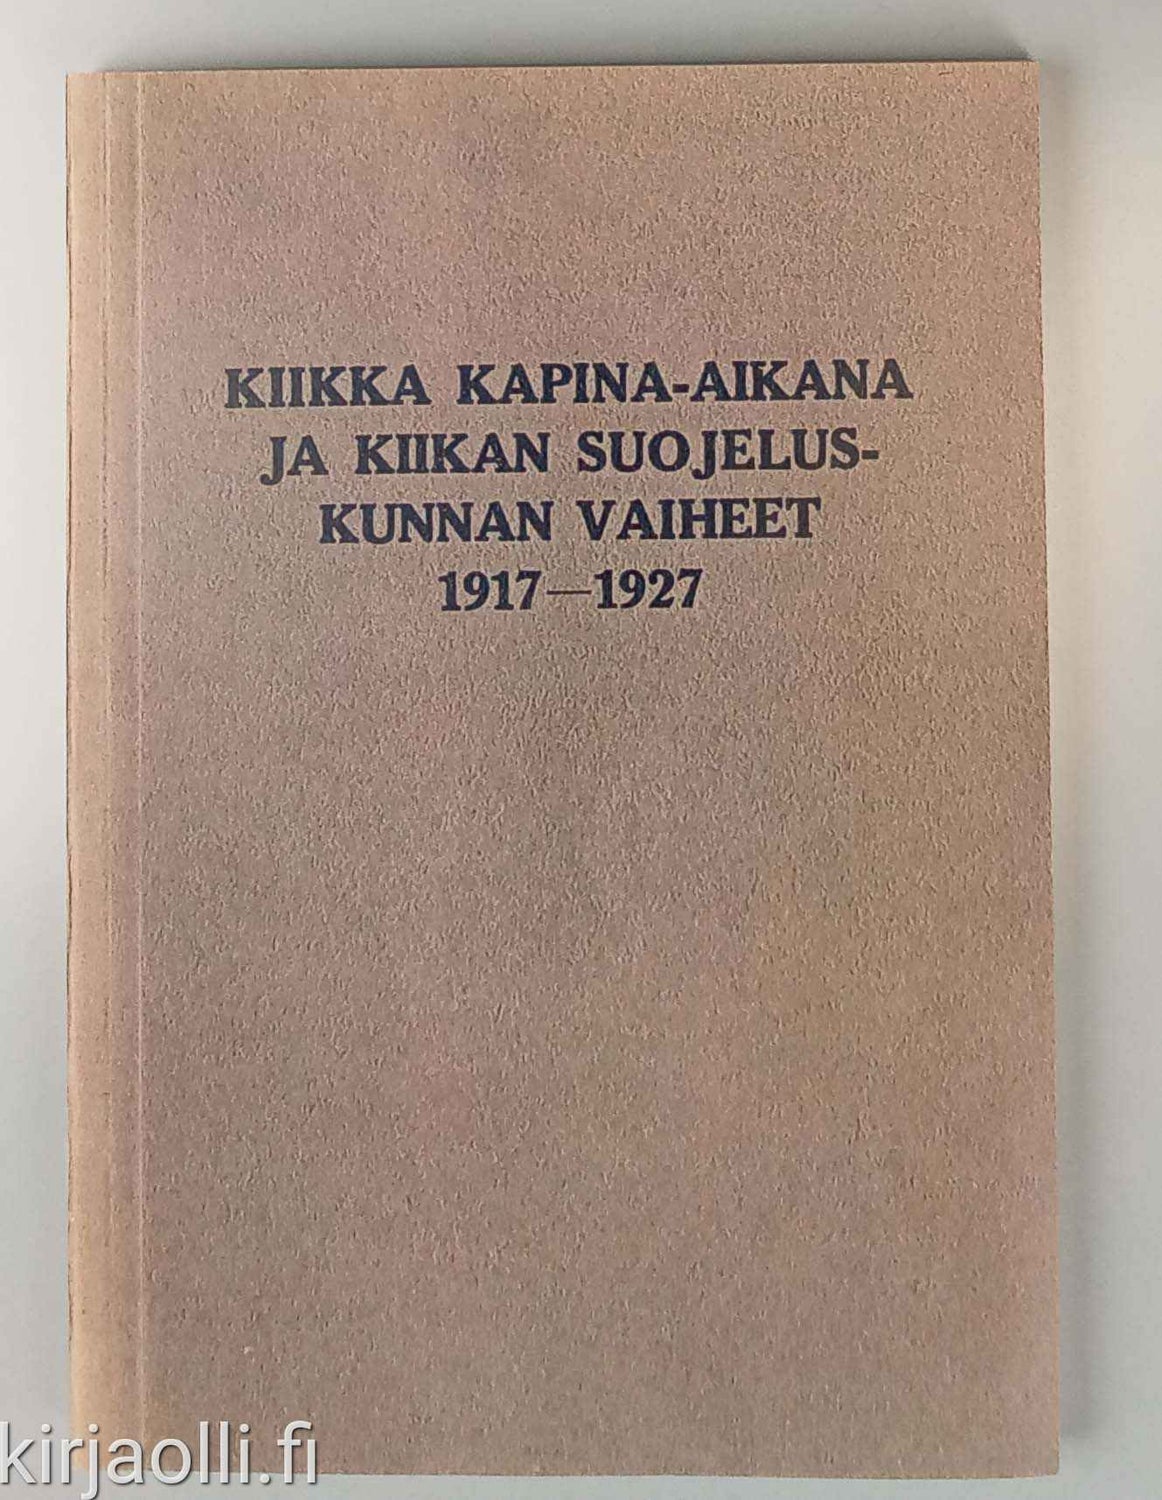 KIIKKA KAPINA-AIKANA
JA KIIKAN SUOJELUS-
KUNNAN VAIHEET
1917—1927
kirjaolli.fi